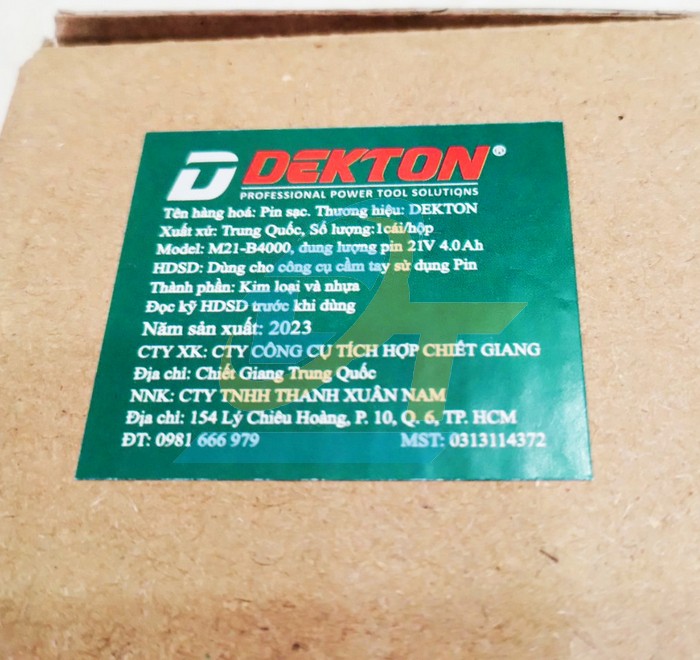 DEKTON®
PROFESSIONAL POWER TOOL SOLUTIONS
Tên hàng hoá: Pin sạc. Thương hiệu: DEKTON
Xuất xứ: Trung Quốc, Số lượng:1cái/hộp
Model: M21-B4000, dung lượng pin 21V 4.0Ah
HDSD: Dùng cho công cụ cầm tay sử dụng Pin
Thành phần: Kim loại và nhựa
Đọc kỹ HDSD trước khi dùng
Năm sản xuất: 2023
CTY XK: CTY CÔNG CỤ TÍCH HỢP CHIẾT GIANG
Địa chỉ: Chiết Giang Trung Quốc
NNK: CTY TNHH THANH XUÂN NAM
Địa chỉ: 154 Lý Chiêu Hoàng, P. 10, Q. 6, TP. HCM
ĐT: 0981 666 979 MST: 0313114372